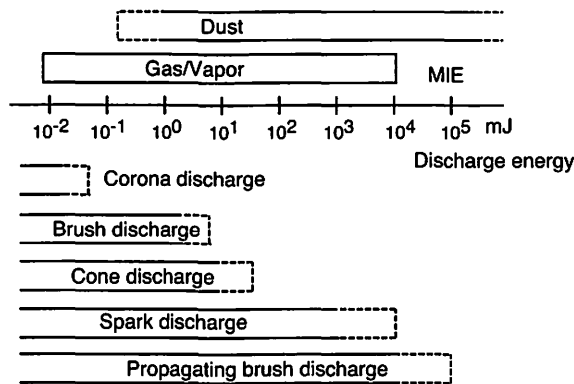 Dust
Gas/Vapor
MIE
10⁻² 10⁻¹ 10⁰ 10¹ 10² 10³ 10⁴ 10⁵ mJ
Discharge energy
Corona discharge
Brush discharge
Cone discharge
Spark discharge
Propagating brush discharge